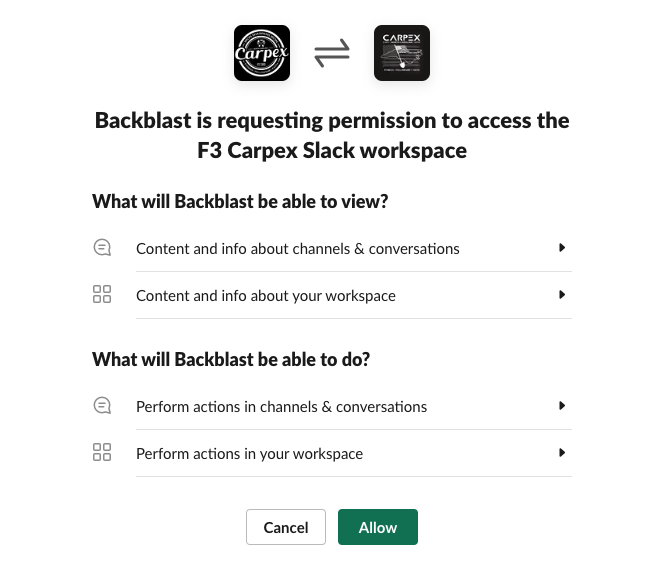 Carpex
CARPEX
Backblast is requesting permission to access the
F3 Carpex Slack workspace
What will Backblast be able to view?
Content and info about channels & conversations
Content and info about your workspace
What will Backblast be able to do?
Perform actions in channels & conversations
Perform actions in your workspace
Cancel
Allow